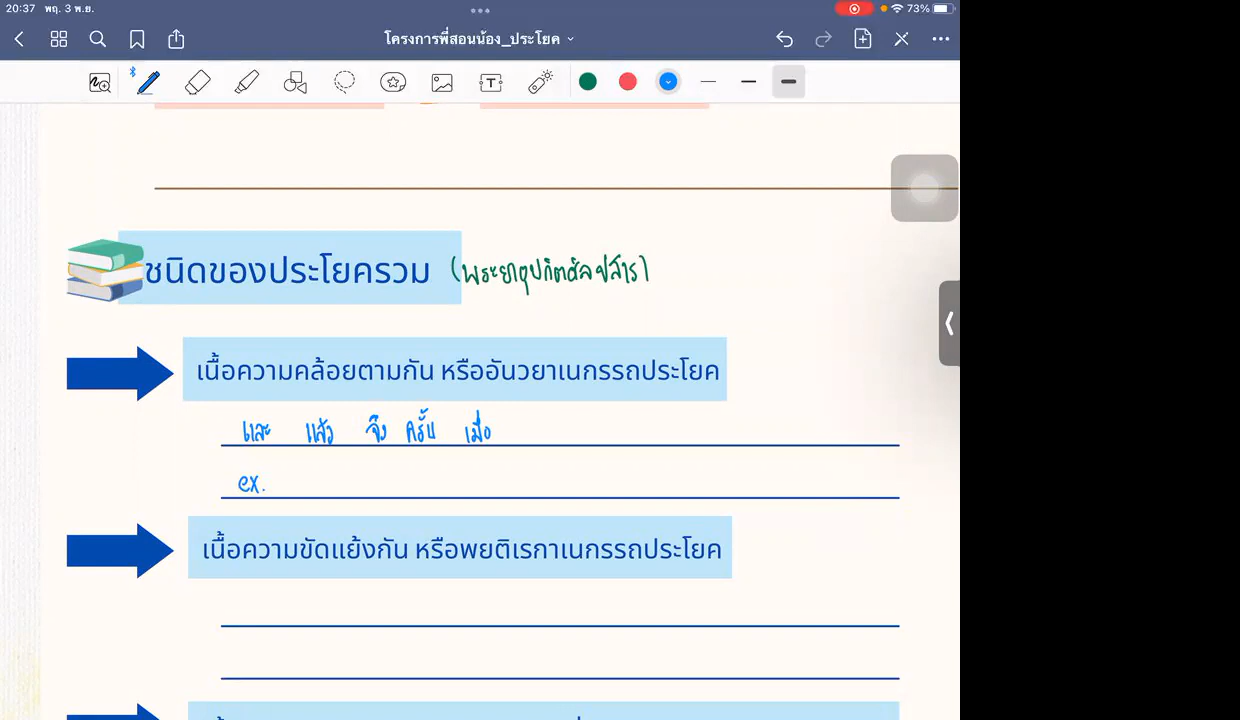 20:37 พฤ. 3 พ.ย.
73%
โครงการพี่สอนน้อง_ประโยค
T
ชนิดของประโยครวม (พระยาอุปกิตศิลปสาร)
เนื้อความคล้อยตามกัน หรืออันวยาเนกรรถประโยค
และ แล้ว จึง ครั้น เมื่อ
ex.
เนื้อความขัดแย้งกัน หรือพยติเรกาเนกรรถประโยค